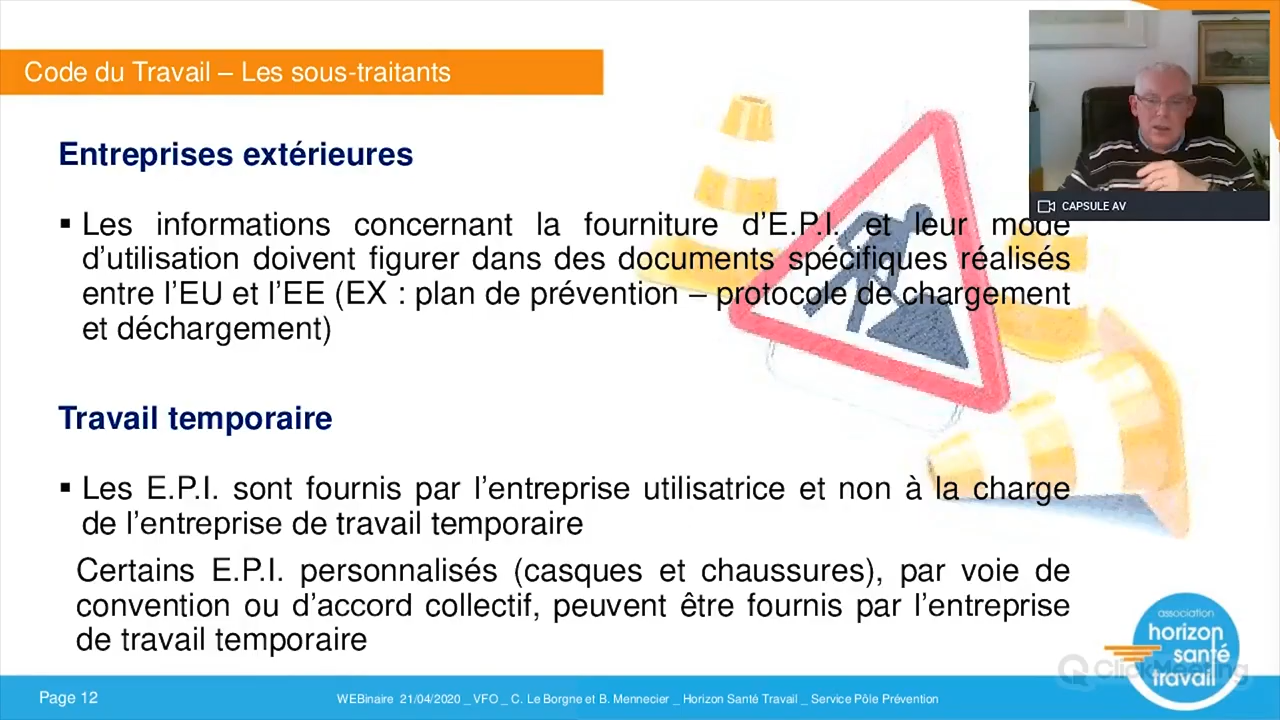 Code du Travail – Les sous-traitants
CAPSULE AV
Entreprises extérieures
▪ Les informations concernant la fourniture d’E.P.I. et leur mode
d’utilisation doivent figurer dans des documents spécifiques réalisés
entre l’EU et l’EE (EX : plan de prévention – protocole de chargement
et déchargement)
Travail temporaire
▪ Les E.P.I. sont fournis par l’entreprise utilisatrice et non à la charge
de l’entreprise de travail temporaire
Certains E.P.I. personnalisés (casques et chaussures), par voie de
convention ou d’accord collectif, peuvent être fournis par l’entreprise
de travail temporaire
association
horizon
santé
travail
ClickMeeting
Page 12
WEBinaire 21/04/2020 _ VFO _ C. Le Borgne et B. Mennecier _ Horizon Santé Travail _ Service Pôle Prévention